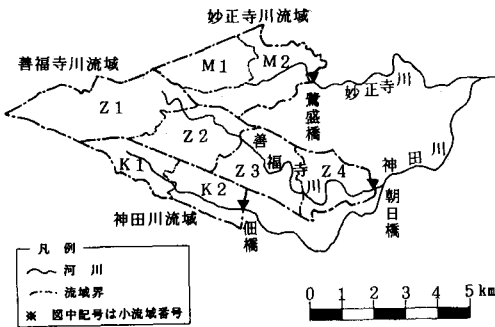 妙正寺川流域
善福寺川流域
M1
M2
Z1
妙正寺川
鷺盛橋
Z2
善福寺川
K1
Z3
Z4
神田川
K2
朝日橋
神田川流域
佃橋
凡例
河川
流域界
※ 図中記号は小流域番号
0 1 2 3 4 5 km